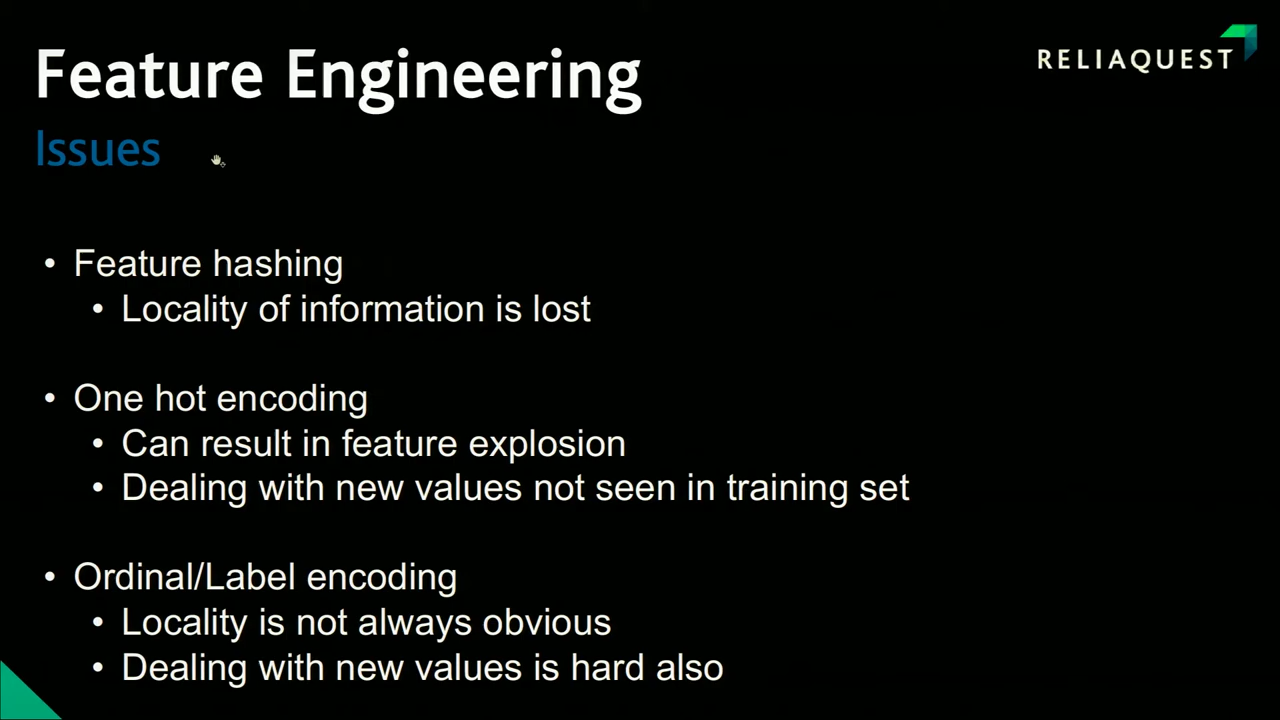 Feature Engineering
RELIAQUEST
Issues
• Feature hashing
• Locality of information is lost
• One hot encoding
• Can result in feature explosion
• Dealing with new values not seen in training set
• Ordinal/Label encoding
• Locality is not always obvious
• Dealing with new values is hard also